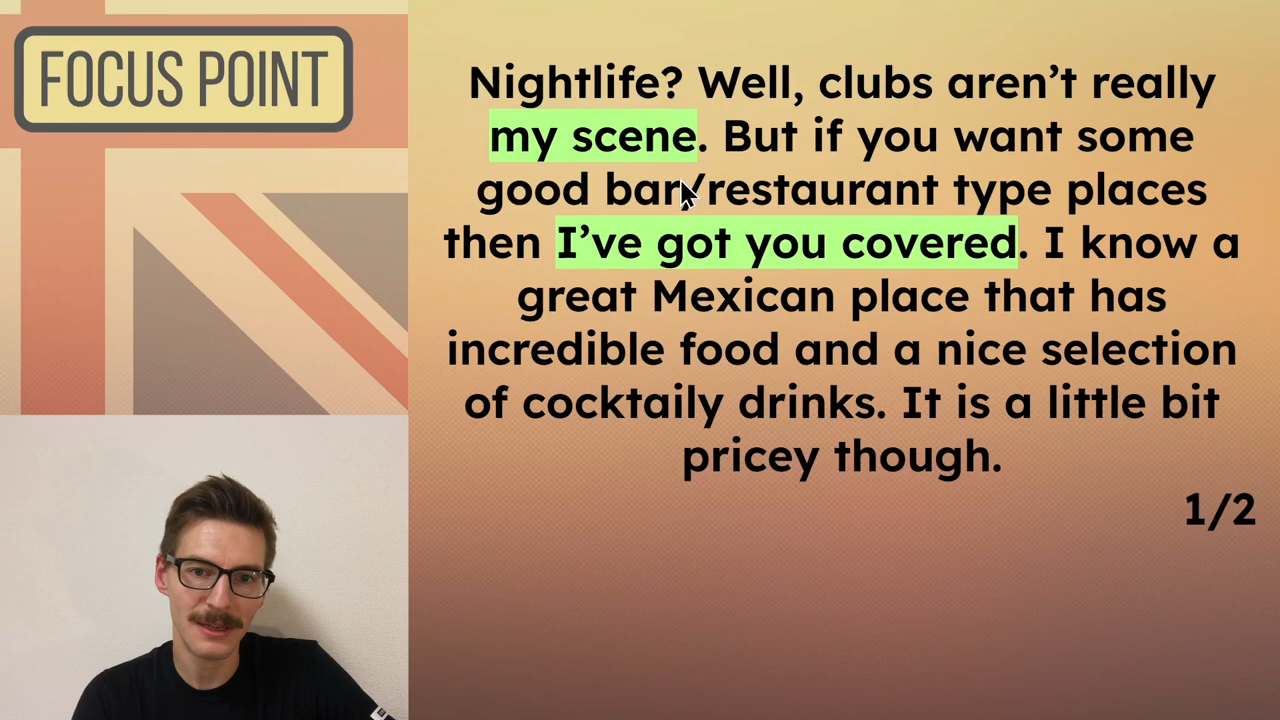 FOCUS POINT
Nightlife? Well, clubs aren’t really
my scene. But if you want some
good bar/restaurant type places
then I’ve got you covered. I know a
great Mexican place that has
incredible food and a nice selection
of cocktaily drinks. It is a little bit
pricey though.
1/2